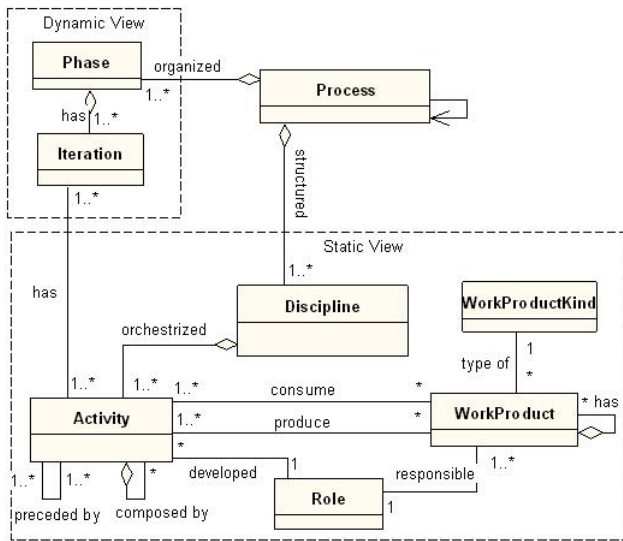 Dynamic View
Phase
organized
1..*
Process
has
1..*
Iteration
1..*
structured
Static View
1..*
has
Discipline
WorkProductKind
orchestrized
1
type of
*
1..*
1..*
1..*
consume
*
* has
Activity
WorkProduct
1..*
produce
*
*
developed
1
responsible
1..*
1..*
1..*
*
Role
1
preceded by
composed by